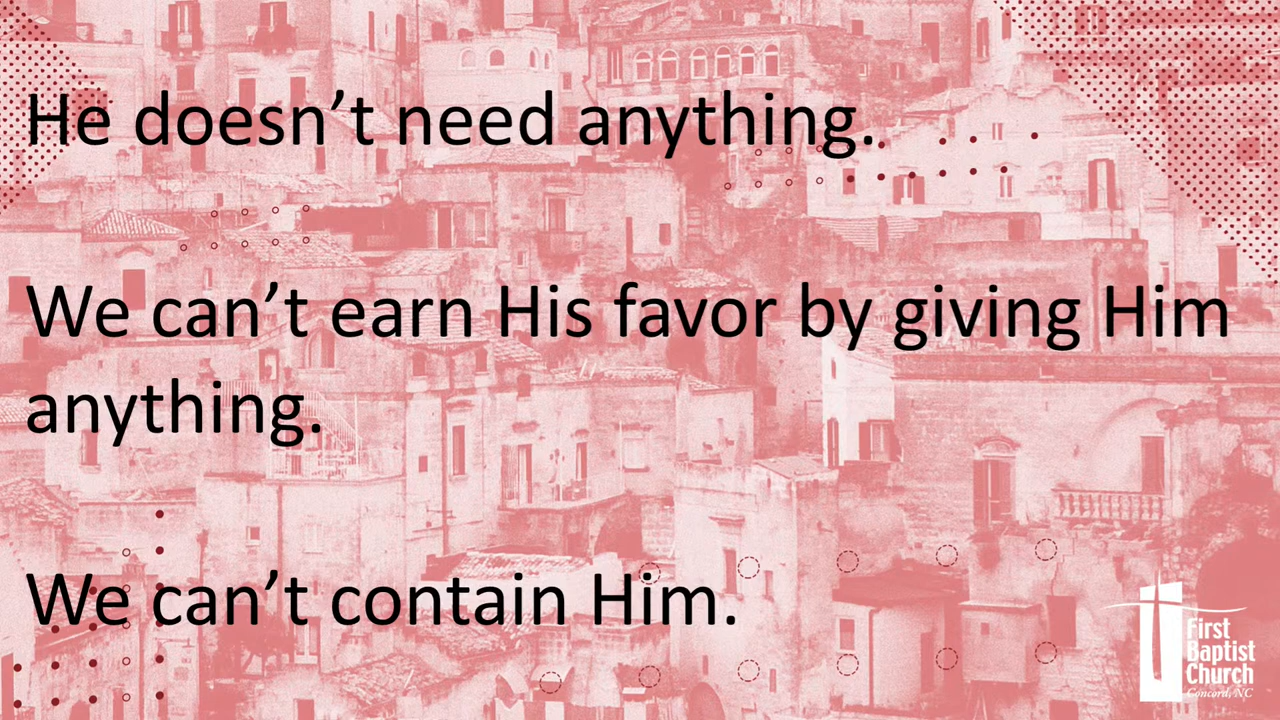 He doesn’t need anything.
We can’t earn His favor by giving Him
anything.
We can’t contain Him.
First
Baptist
Church
Concord, NC